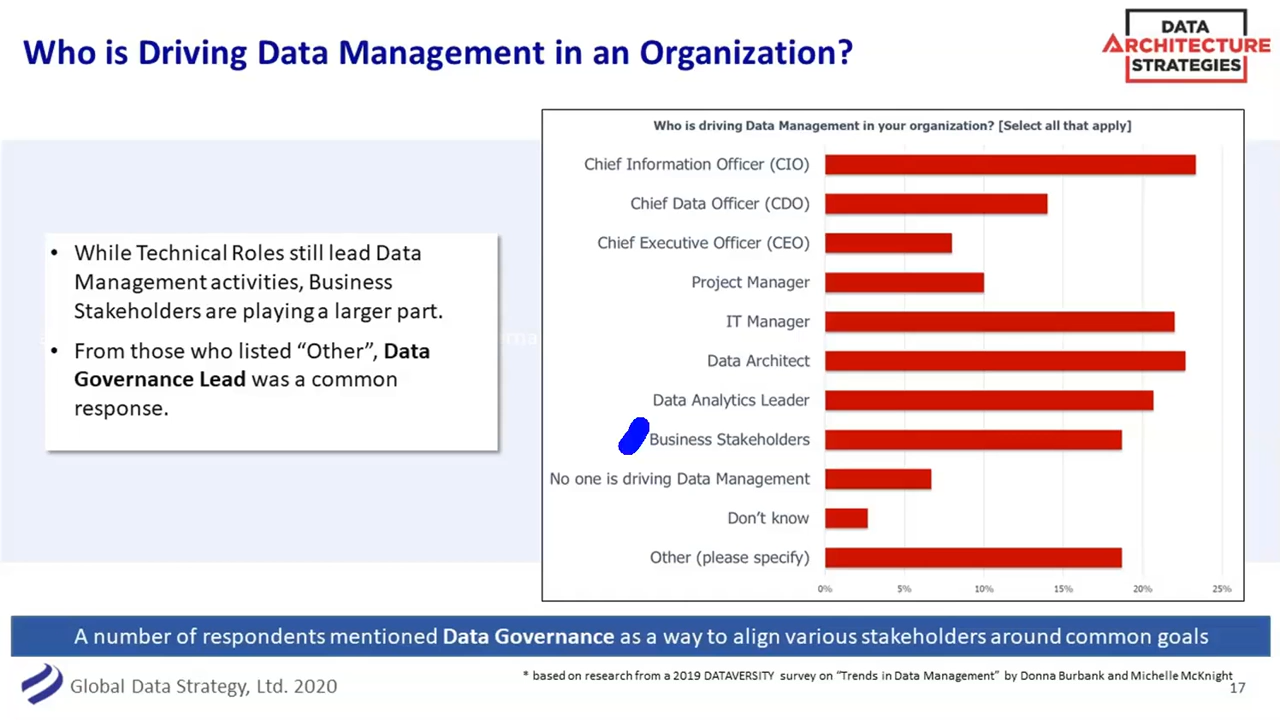 Who is Driving Data Management in an Organization?
DATA
ARCHITECTURE
STRATEGIES
While Technical Roles still lead Data
Management activities, Business
Stakeholders are playing a larger part.
From those who listed “Other”, Data
Governance Lead was a common
response.
Who is driving Data Management in your organization? [Select all that apply]
Chief Information Officer (CIO)
Chief Data Officer (CDO)
Chief Executive Officer (CEO)
Project Manager
IT Manager
Data Architect
Data Analytics Leader
Business Stakeholders
No one is driving Data Management
Don’t know
Other (please specify)
0% 5% 10% 15% 20% 25%
A number of respondents mentioned Data Governance as a way to align various stakeholders around common goals
* based on research from a 2019 DATAVERSITY survey on “Trends in Data Management” by Donna Burbank and Michelle McKnight
Global Data Strategy, Ltd. 2020
17